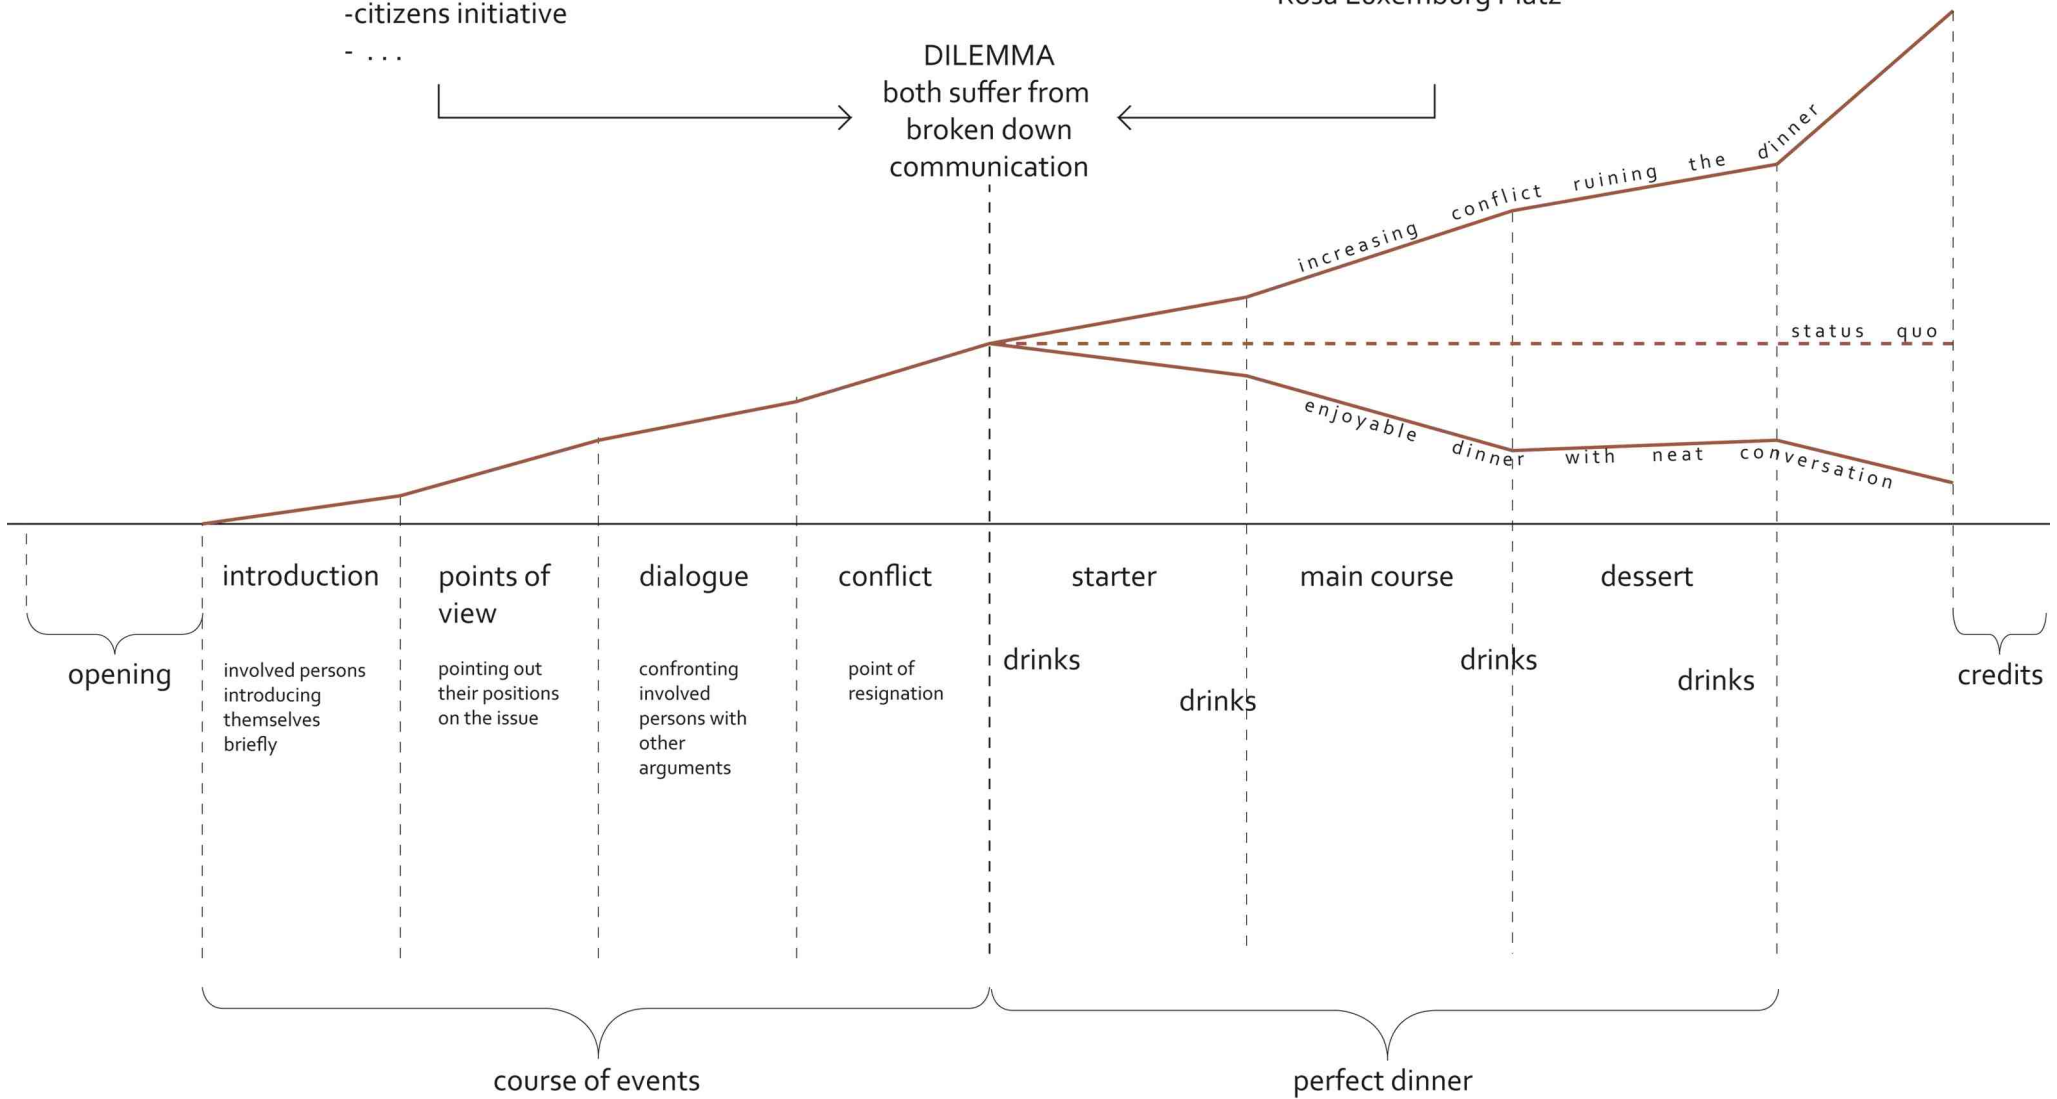 -citizens initiative
- ...
Rosa Luxemburg Platz
DILEMMA
both suffer from
broken down
communication
increasing conflict ruining the dinner
status quo
enjoyable dinner with neat conversation
opening
introduction
involved persons
introducing
themselves
briefly
points of
view
pointing out
their positions
on the issue
dialogue
confronting
involved
persons with
other
arguments
conflict
point of
resignation
starter
main course
dessert
drinks
drinks
drinks
drinks
credits
course of events
perfect dinner